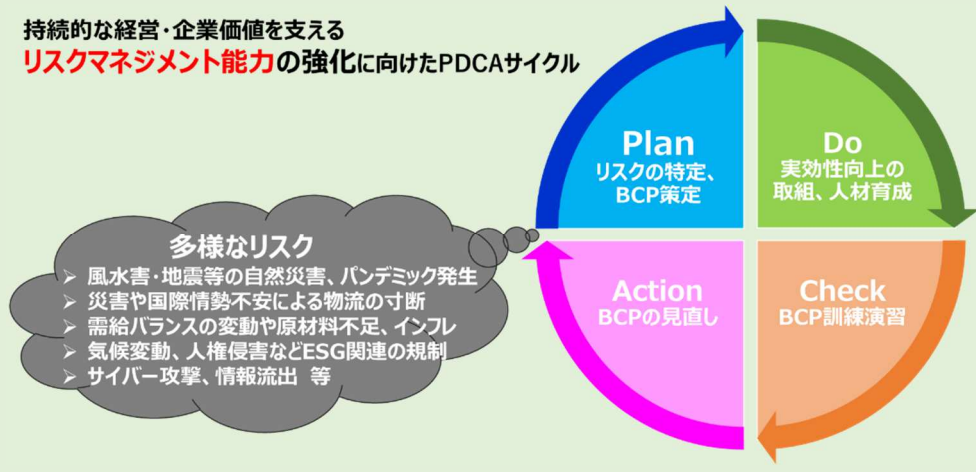 持続的な経営・企業価値を支える
リスクマネジメント能力の強化に向けたPDCAサイクル
Plan
リスクの特定、
BCP策定
Do
実効性向上の
取組、人材育成
Action
BCPの見直し
Check
BCP訓練演習
多様なリスク
➢ 風水害・地震等の自然災害、パンデミック発生
➢ 災害や国際情勢不安による物流の寸断
➢ 需給バランスの変動や原材料不足、インフレ
➢ 気候変動、人権侵害などESG関連の規制
➢ サイバー攻撃、情報流出 等